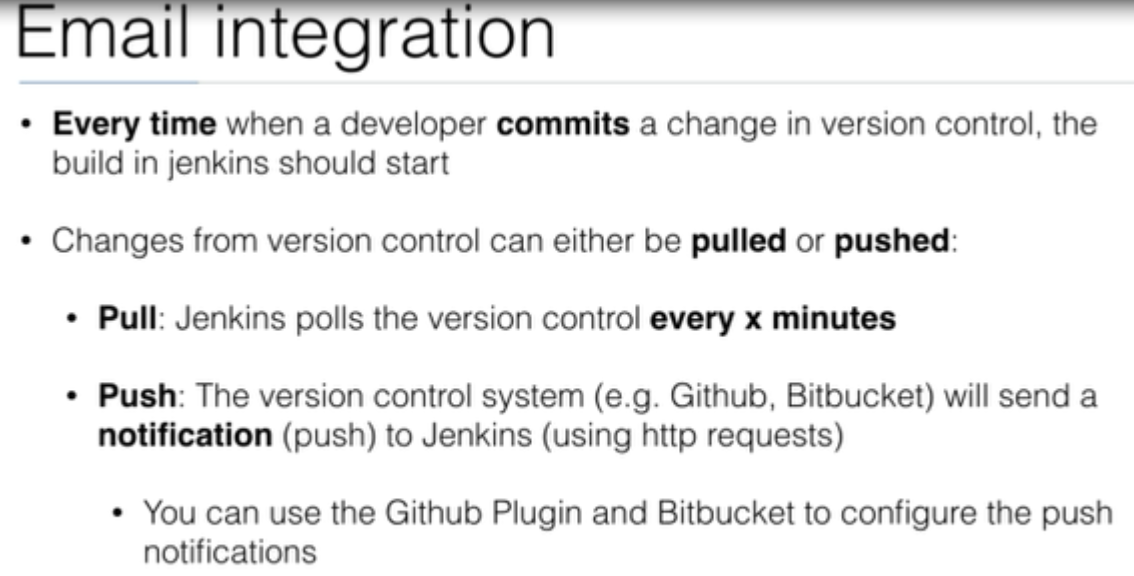 Email integration
• Every time when a developer commits a change in version control, the
build in jenkins should start
• Changes from version control can either be pulled or pushed:
• Pull: Jenkins polls the version control every x minutes
• Push: The version control system (e.g. Github, Bitbucket) will send a
notification (push) to Jenkins (using http requests)
• You can use the Github Plugin and Bitbucket to configure the push
notifications